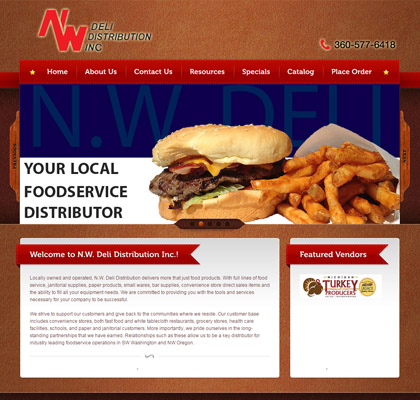 NW DELI
DISTRIBUTION
INC
360-577-6418
Home About Us Contact Us Resources Specials Catalog Place Order
N.W. DELI
YOUR LOCAL
FOODSERVICE
DISTRIBUTOR
Welcome to N.W. Deli Distribution Inc.!
Locally owned and operated, N.W. Deli Distribution delivers more that just food products. With full lines of food
service, janitorial supplies, paper products, small wares, bar supplies, convenience store direct sales items and
the ability to fill all your equipment needs. We are committed to providing you with the tools and services
necessary for your company to be successful.
We strive to support our customers and give back to the communities where we reside. Our customer base
includes convenience stores, both fast food and white tablecloth restaurants, grocery stores, health care
facilities, schools, and paper and janitorial customers. More importantly, we pride ourselves in the long-
standing partnerships that we have earned. Relationships such as these allow us to be a key distributor for
industry leading foodservice operations in SW Washington and NW Oregon.
Featured Vendors
MICHIGAN
TURKEY
PRODUCERS